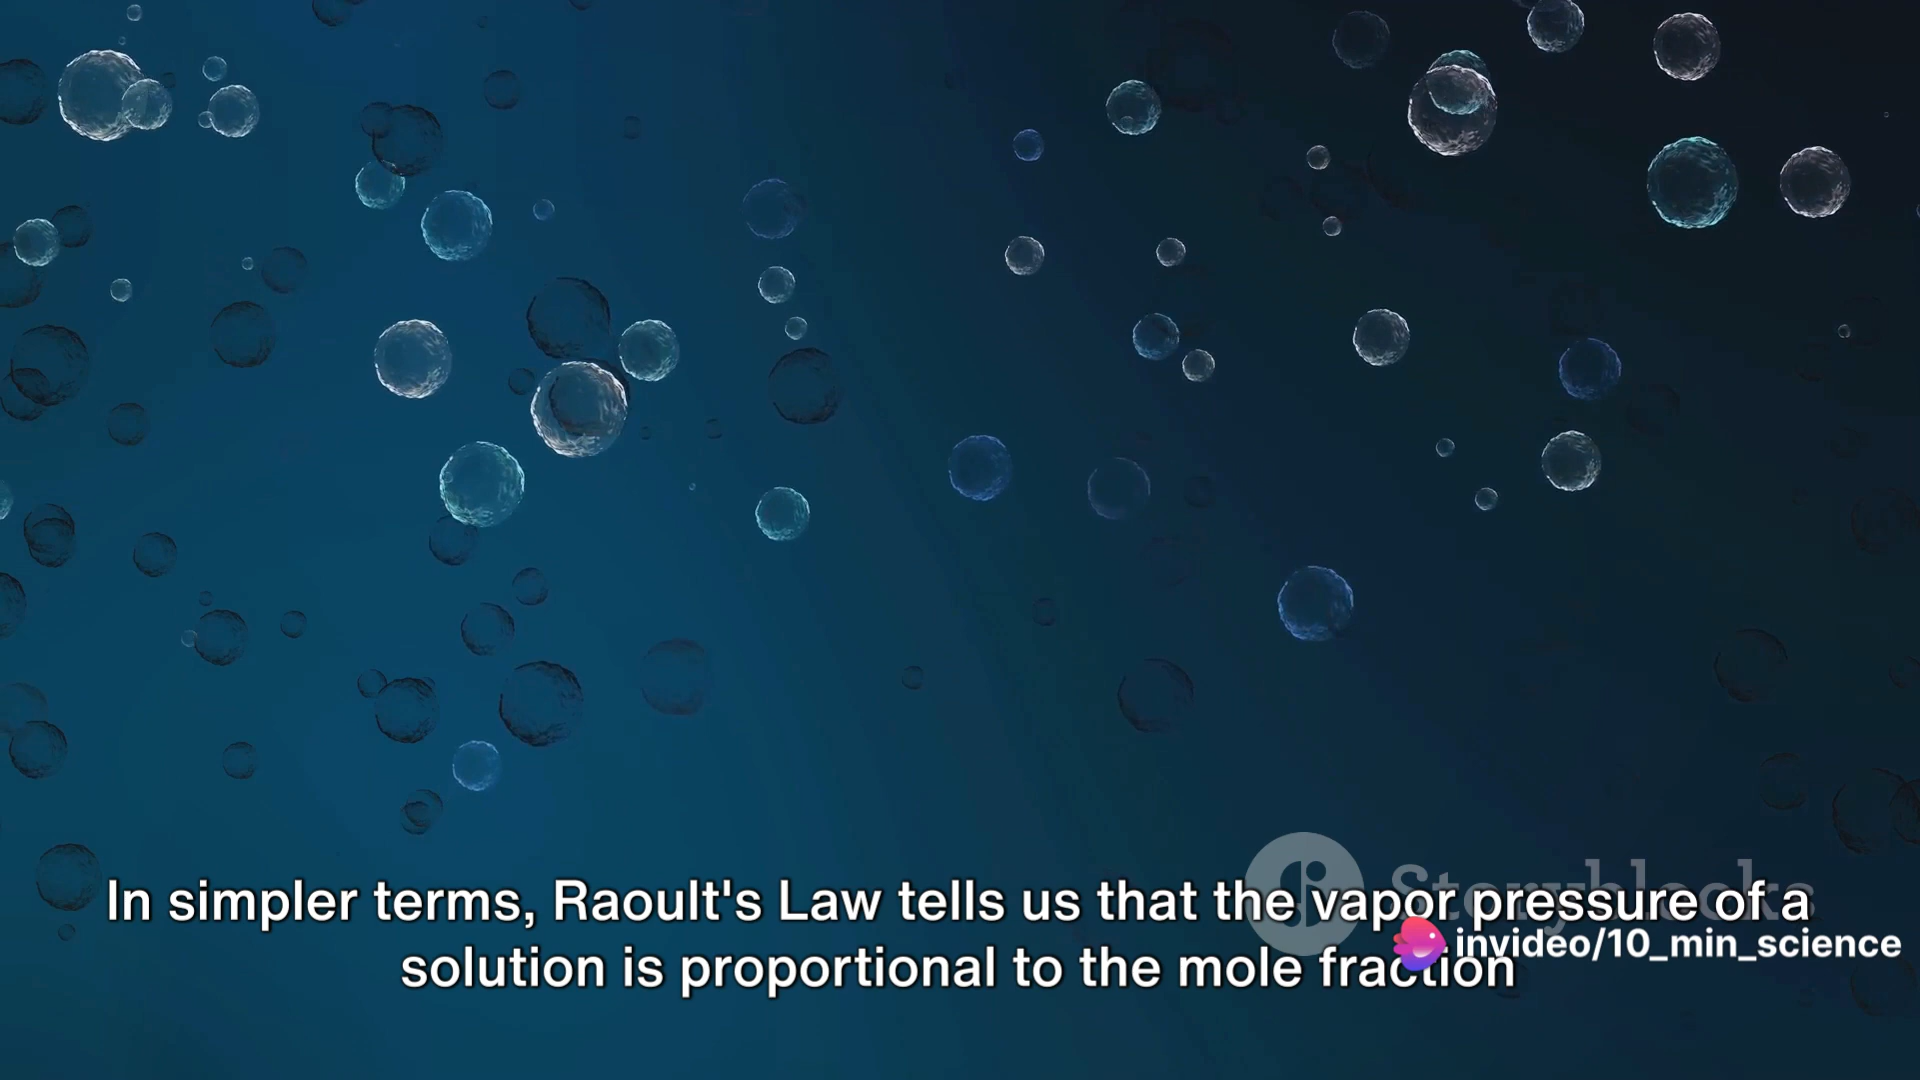 In simpler terms, Raoult's Law tells us that the vapor pressure of a
solution is proportional to the mole fraction
Storyblocks
invideo/10_min_science